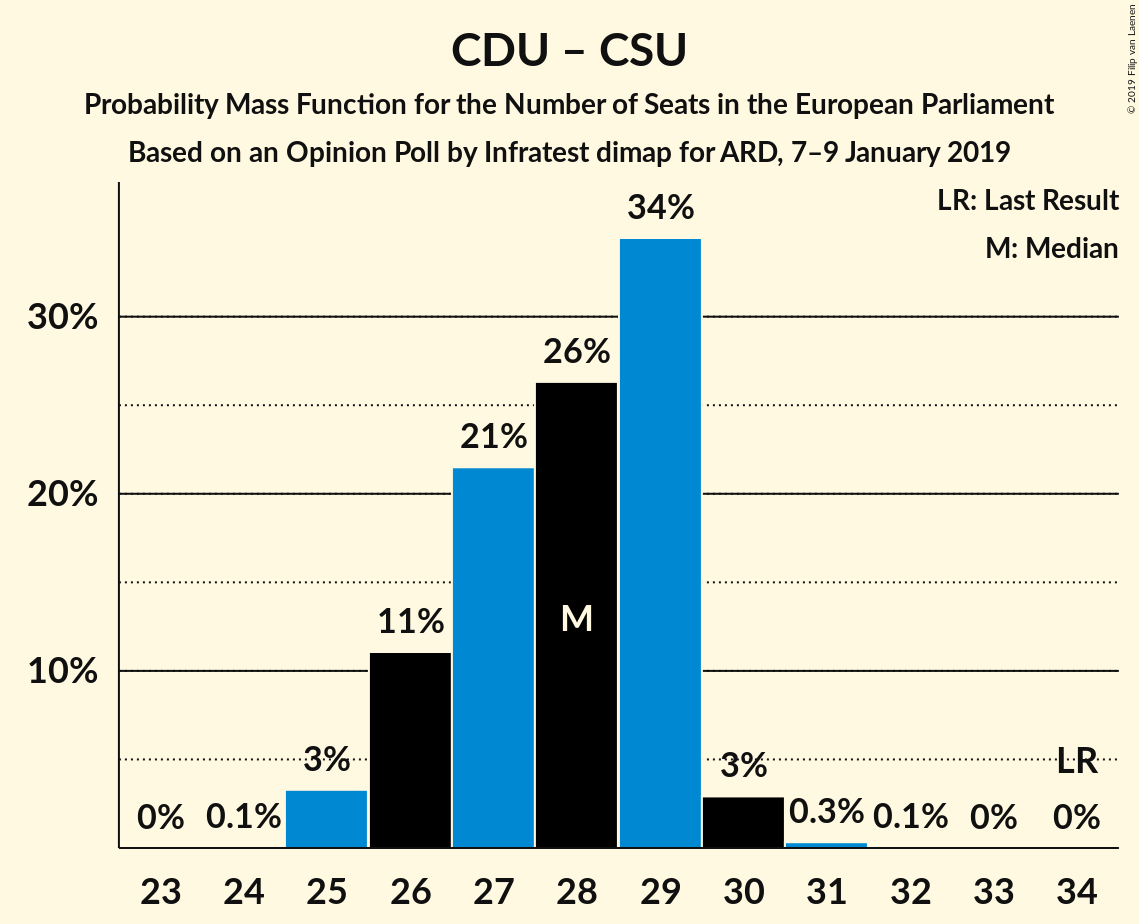 CDU – CSU
Probability Mass Function for the Number of Seats in the European Parliament
Based on an Opinion Poll by Infratest dimap for ARD, 7–9 January 2019
© 2019 Filip van Laenen
LR: Last Result
M: Median
34%
30%
26%
21%
20%
M
11%
10%
3%
3%
LR
0%
0.1%
0.3%
0.1%
0%
0%
23 24 25 26 27 28 29 30 31 32 33 34